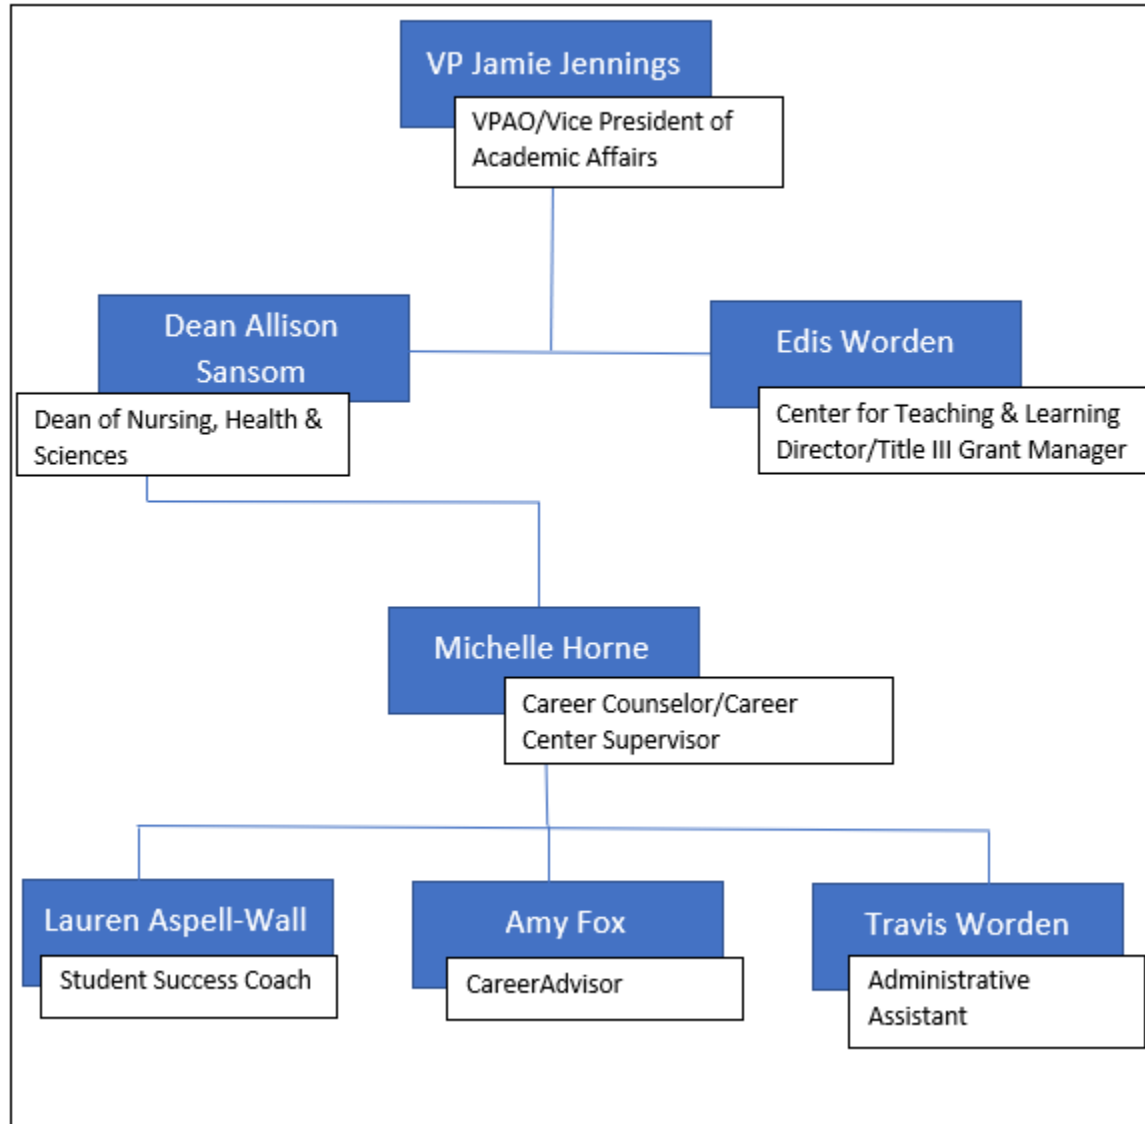 VP Jamie Jennings
VPAO/Vice President of
Academic Affairs
Dean Allison
Sansom
Dean of Nursing, Health &
Sciences
Edis Worden
Center for Teaching & Learning
Director/Title III Grant Manager
Michelle Horne
Career Counselor/Career
Center Supervisor
Lauren Aspell-Wall
Student Success Coach
Amy Fox
CareerAdvisor
Travis Worden
Administrative
Assistant